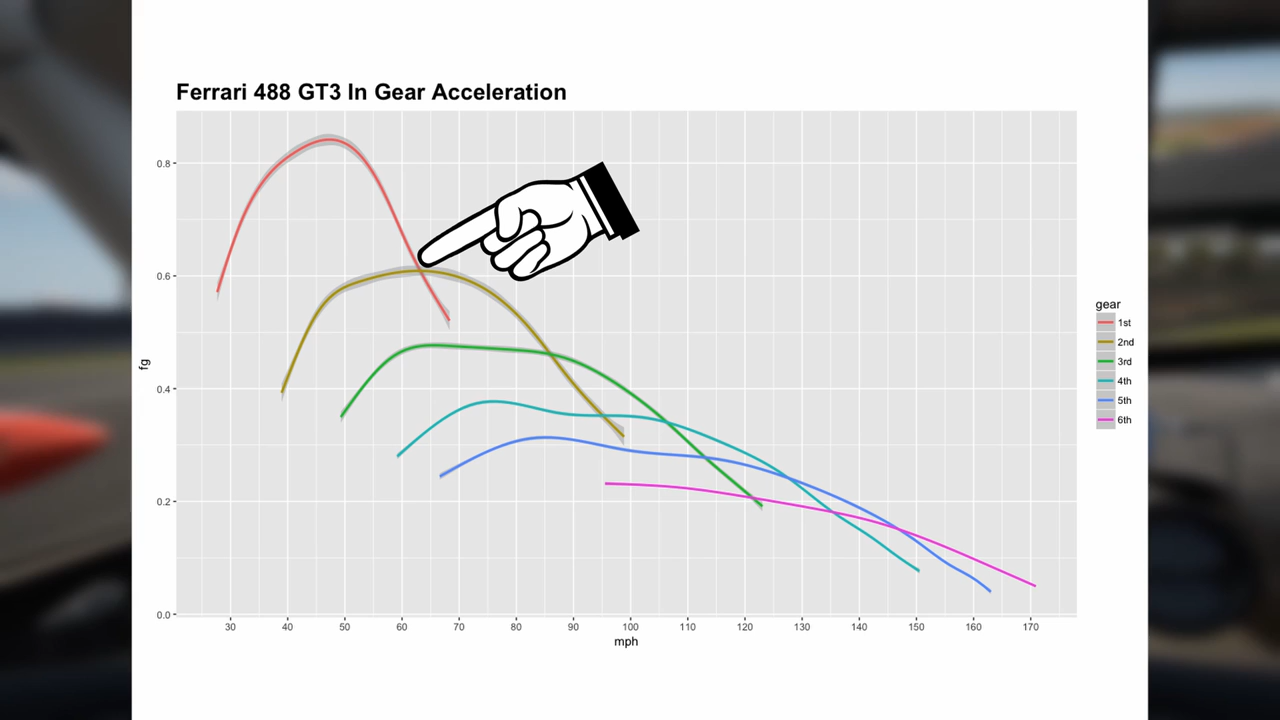 Ferrari 488 GT3 In Gear Acceleration
0.8
0.6
0.4
0.2
0.0
fg
30 40 50 60 70 80 90 100 110 120 130 140 150 160 170
mph
gear
1st
2nd
3rd
4th
5th
6th